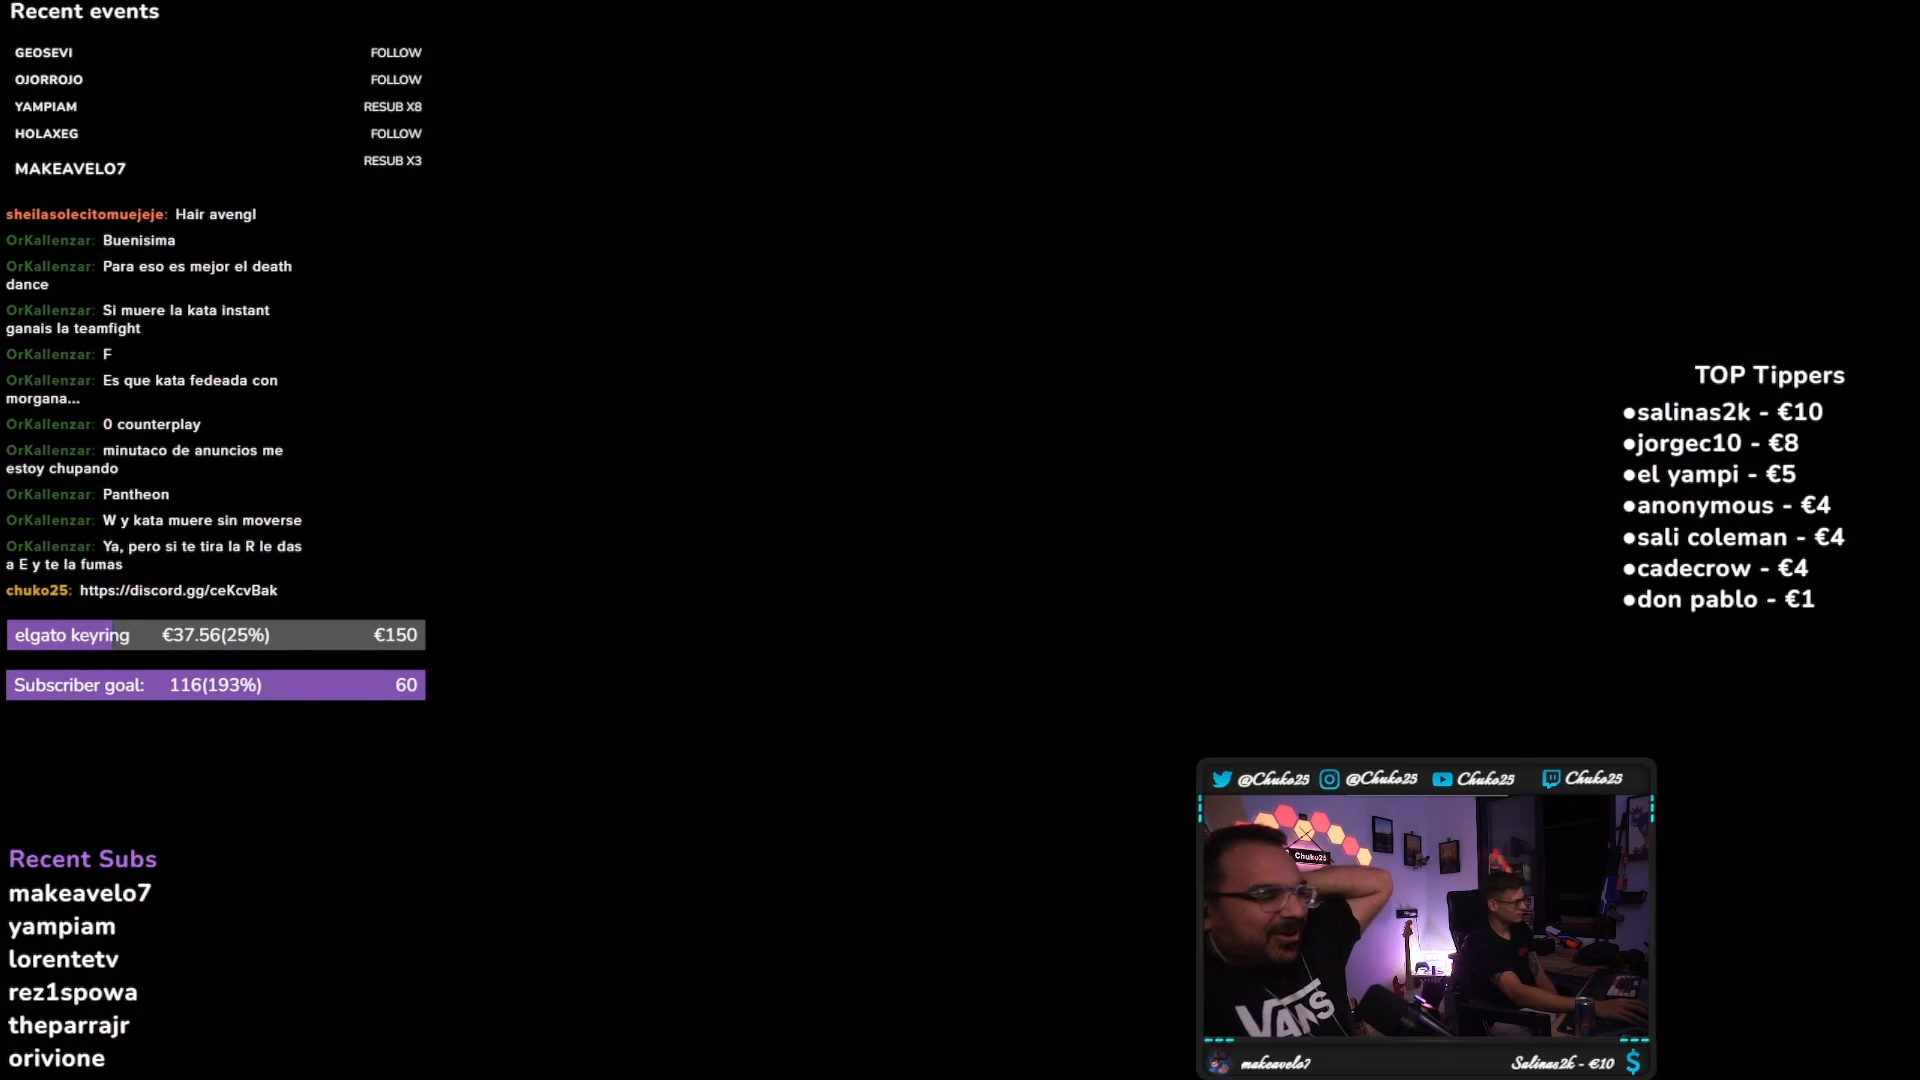 Recent events
GEOSEVI FOLLOW
OJORROJO FOLLOW
YAMPIAM RESUB X8
HOLAXEG FOLLOW
MAKEAVELO7 RESUB X3
sheilasolecitomuejeje: Hair avengl
OrKallenzar: Buenisima
OrKallenzar: Para eso es mejor el death
dance
OrKallenzar: Si muere la kata instant
ganais la teamfight
OrKallenzar: F
OrKallenzar: Es que kata fedeada con
morgana...
OrKallenzar: 0 counterplay
OrKallenzar: minutaco de anuncios me
estoy chupando
OrKallenzar: Pantheon
OrKallenzar: W y kata muere sin moverse
OrKallenzar: Ya, pero si te tira la R le das
a E y te la fumas
chuko25: https://discord.gg/ceKcvBak
elgato keyring €37.56(25%) €150
Subscriber goal: 116(193%) 60
Recent Subs
makeavelo7
yampiam
lorentetv
rez1spowa
theparrajr
orivione
TOP Tippers
•salinas2k - €10
•jorgec10 - €8
•el yampi - €5
•anonymous - €4
•sali coleman - €4
•cadecrow - €4
•don pablo - €1
@Chuko25 @Chuko25 Chuko25 Chuko25
Chuko25
VANS
makeavelo7 Salinas2k - €10 $